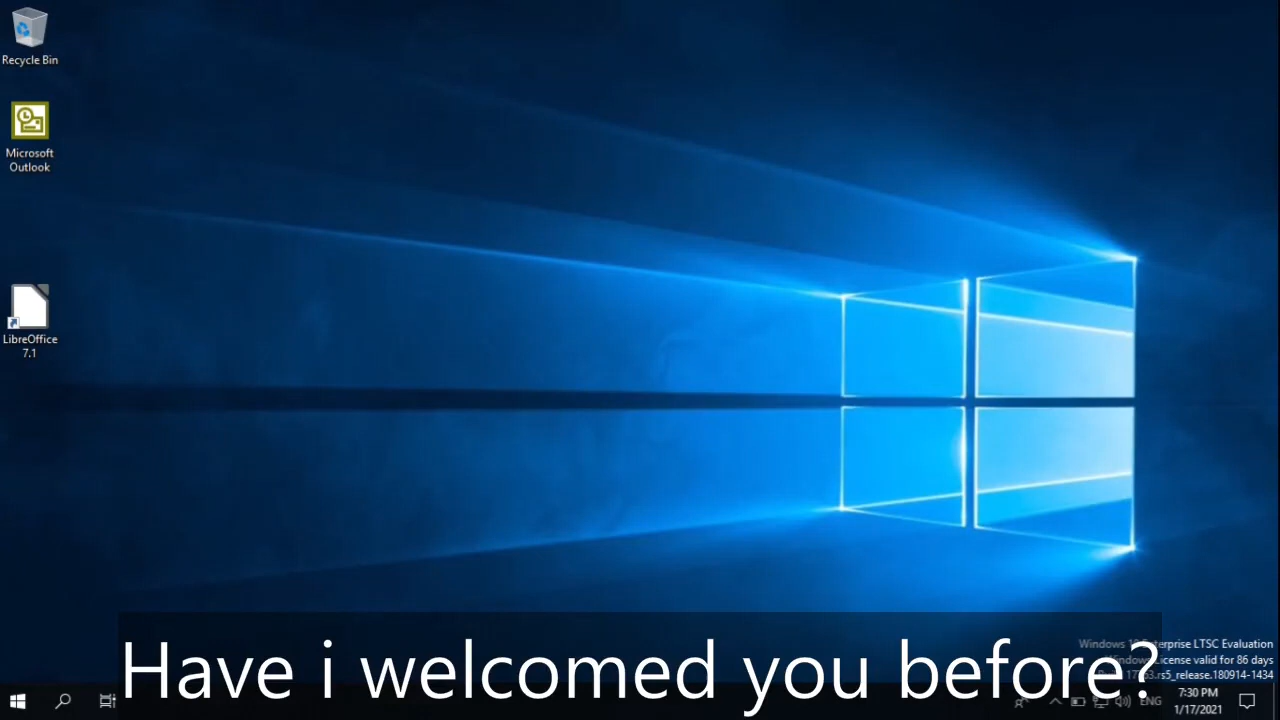 Recycle Bin
Microsoft
Outlook
LibreOffice
7.1
Have i welcomed you before?
Windows 10 Enterprise LTSC Evaluation
Windows License valid for 86 days
rs5_release.180914-1434
ENG
7:30 PM
1/17/2021